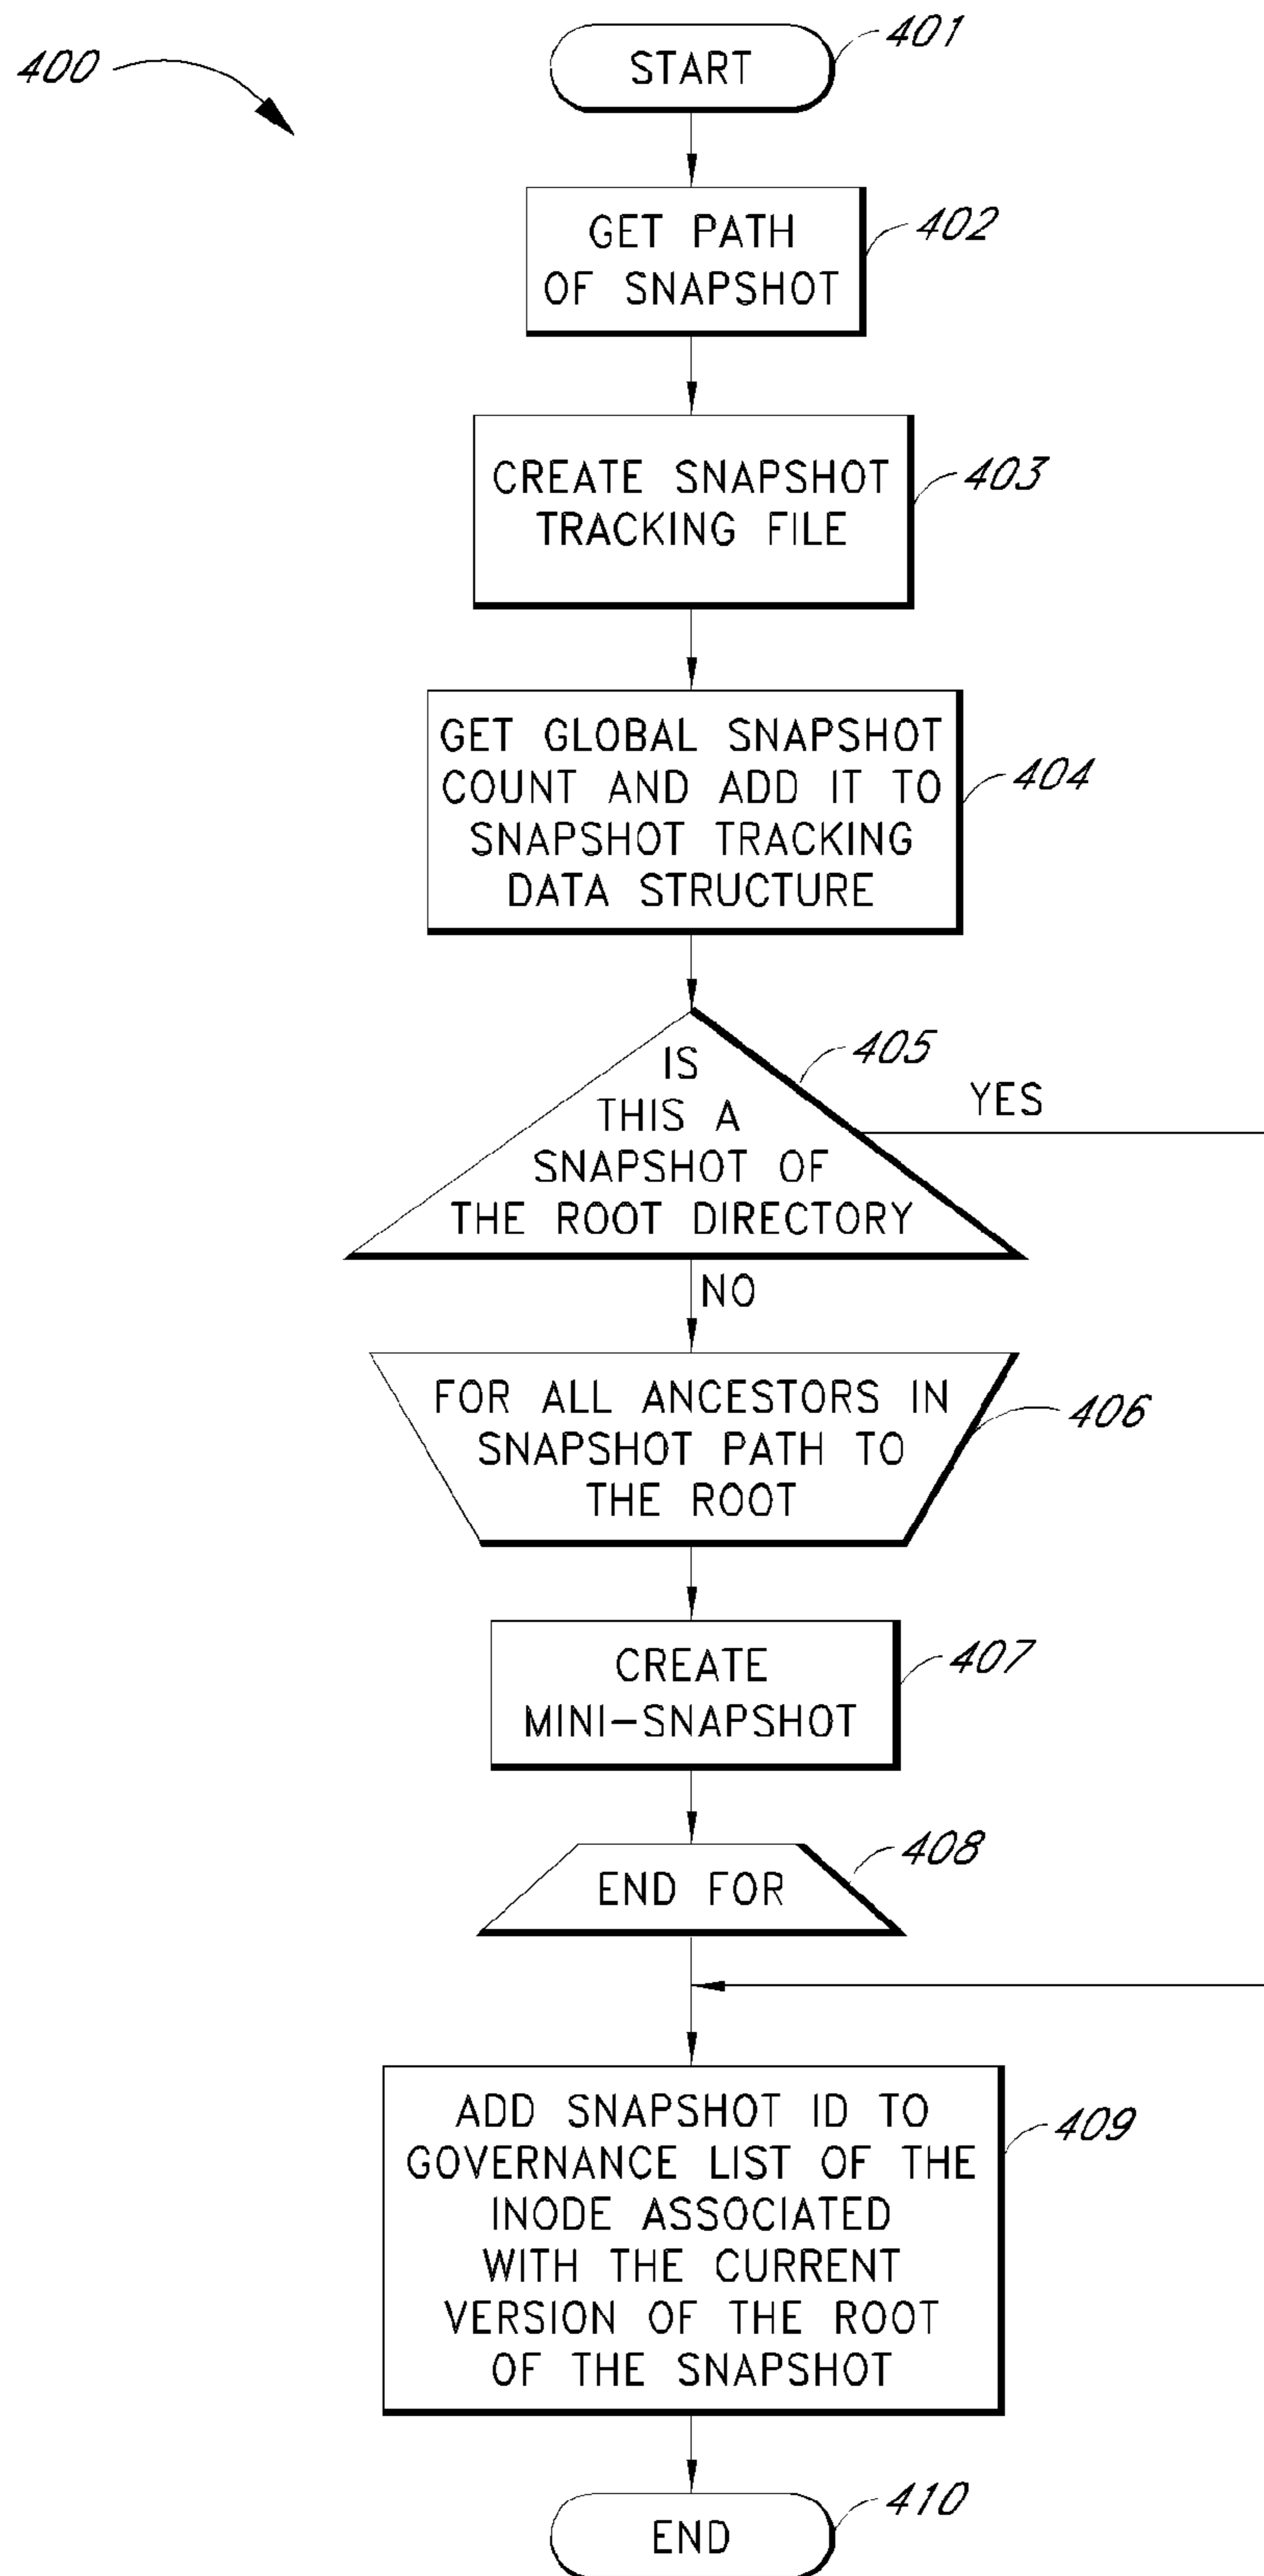 400
START
401
GET PATH
OF SNAPSHOT
402
CREATE SNAPSHOT
TRACKING FILE
403
GET GLOBAL SNAPSHOT
COUNT AND ADD IT TO
SNAPSHOT TRACKING
DATA STRUCTURE
404
IS
THIS A
SNAPSHOT OF
THE ROOT DIRECTORY
405
YES
NO
FOR ALL ANCESTORS IN
SNAPSHOT PATH TO
THE ROOT
406
CREATE
MINI-SNAPSHOT
407
END FOR
408
ADD SNAPSHOT ID TO
GOVERNANCE LIST OF THE
INODE ASSOCIATED
WITH THE CURRENT
VERSION OF THE ROOT
OF THE SNAPSHOT
409
END
410